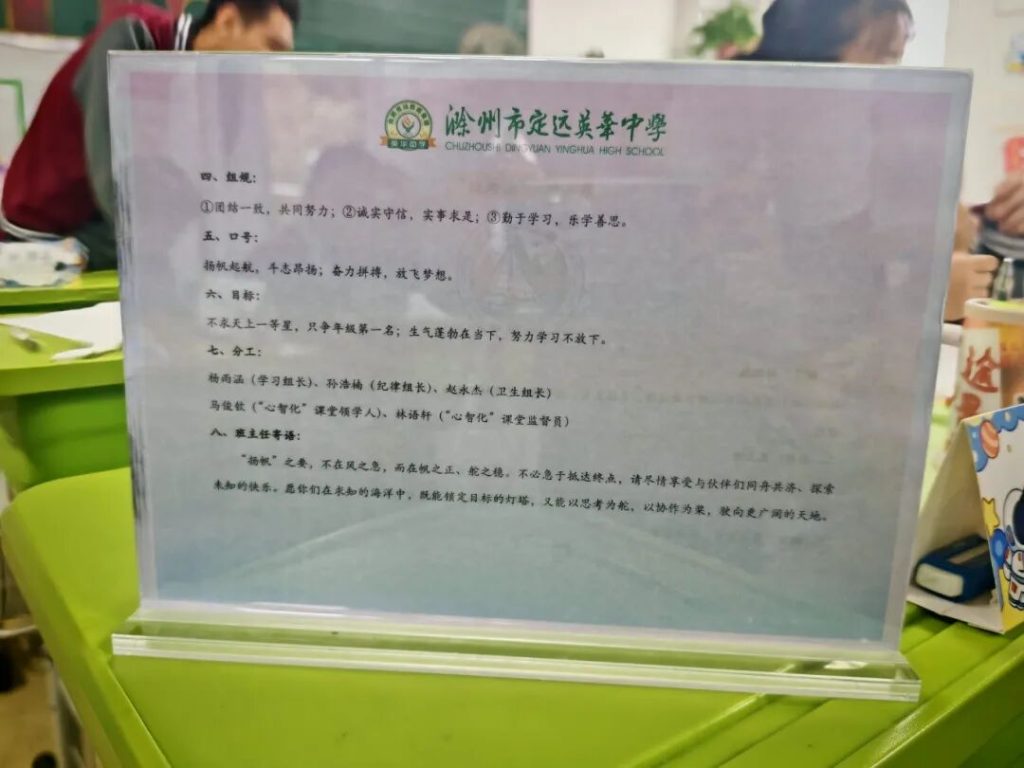 滁州市定远英华中学
CHUZHOUSHI DINGYUAN YINGHUA HIGH SCHOOL
四、组规：
①团结一致，共同努力；②诚实守信，实事求是；③勤于学习，乐学善思。
五、口号：
扬帆起航，斗志昂扬；奋力拼搏，放飞梦想。
六、目标：
不求天上一等星，只争年级第一名；生气蓬勃在当下，努力学习不放下。
七、分工：
杨雨涵（学习组长）、孙浩楠（纪律组长）、赵永杰（卫生组长）
马俊钦（“心智化”课堂领学人）、林语轩（“心智化”课堂监督员）
八、班主任寄语：
“扬帆”之要，不在风之急，而在帆之正、舵之稳。不必急于抵达终点，请尽情享受与伙伴们同舟共济、探索
未知的快乐。愿你们在求知的海洋中，既能锁定目标的灯塔，又能以思考为舵，以协作为桨，驶向更广阔的天地。